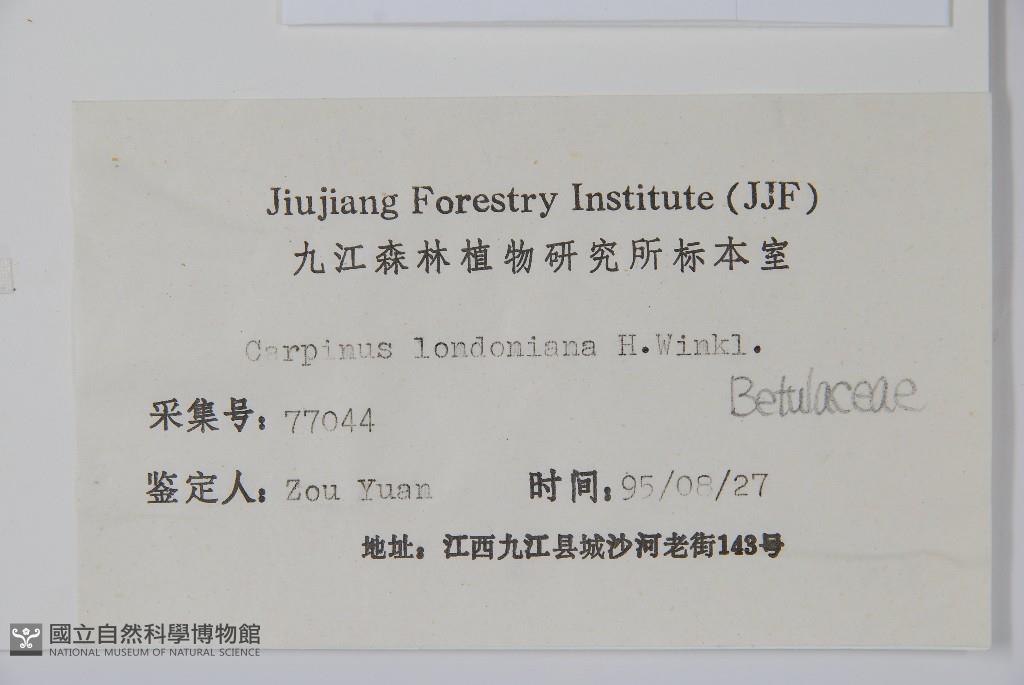 Jiujiang Forestry Institute (JJF)
九江森林植物研究所标本室
Carpinus londoniana H.Winkl.
Betulaceae
采集号: 77044
鉴定人: Zou Yuan 时间: 95/08/27
地址: 江西九江县城沙河老街143号
國立自然科學博物館
NATIONAL MUSEUM OF NATURAL SCIENCE